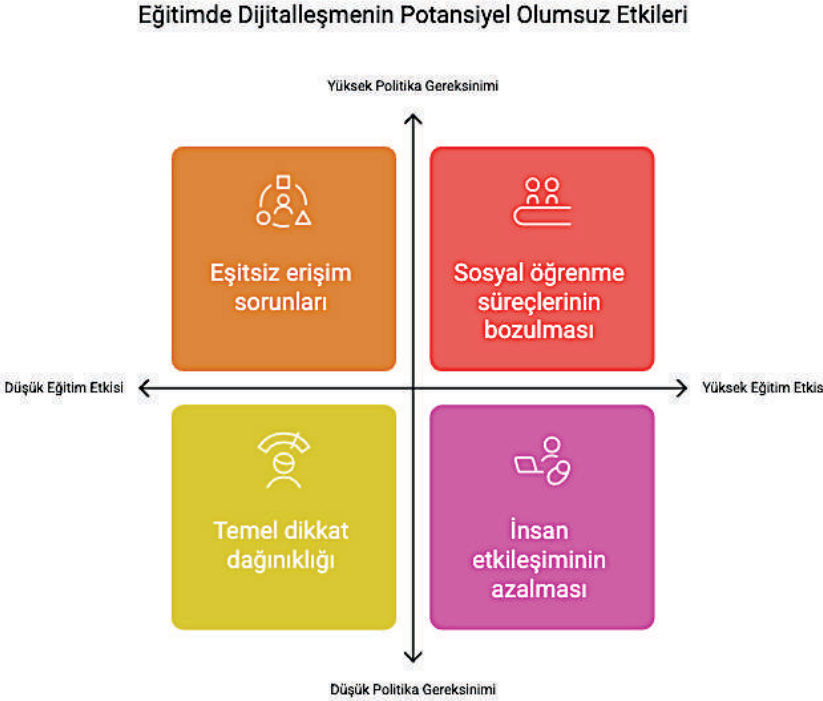 Eğitimde Dijitalleşmenin Potansiyel Olumsuz Etkileri
Yüksek Politika Gereksinimi
Eşitsiz erişim
sorunları
Sosyal öğrenme
süreçlerinin
bozulması
Düşük Eğitim Etkisi
Yüksek Eğitim Etkis
Temel dikkat
dağınıklığı
İnsan
etkileşiminin
azalması
Düşük Politika Gereksinimi